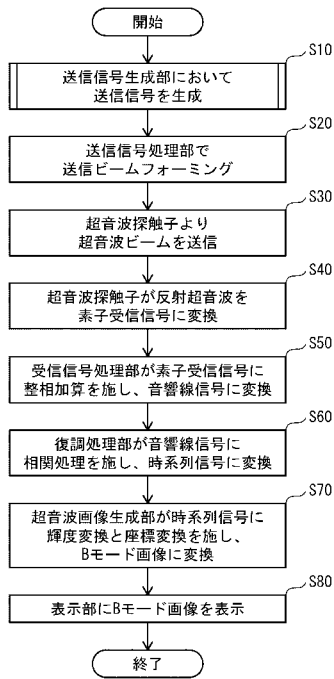 開始
S10
送信信号生成部において
送信信号を生成
S20
送信信号処理部で
送信ビームフォーミング
S30
超音波探触子より
超音波ビームを送信
S40
超音波探触子が反射超音波を
素子受信信号に変換
S50
受信信号処理部が素子受信信号に
整相加算を施し、音響線信号に変換
S60
復調処理部が音響線信号に
相関処理を施し、時系列信号に変換
S70
超音波画像生成部が時系列信号に
輝度変換と座標変換を施し、
Bモード画像に変換
S80
表示部にBモード画像を表示
終了